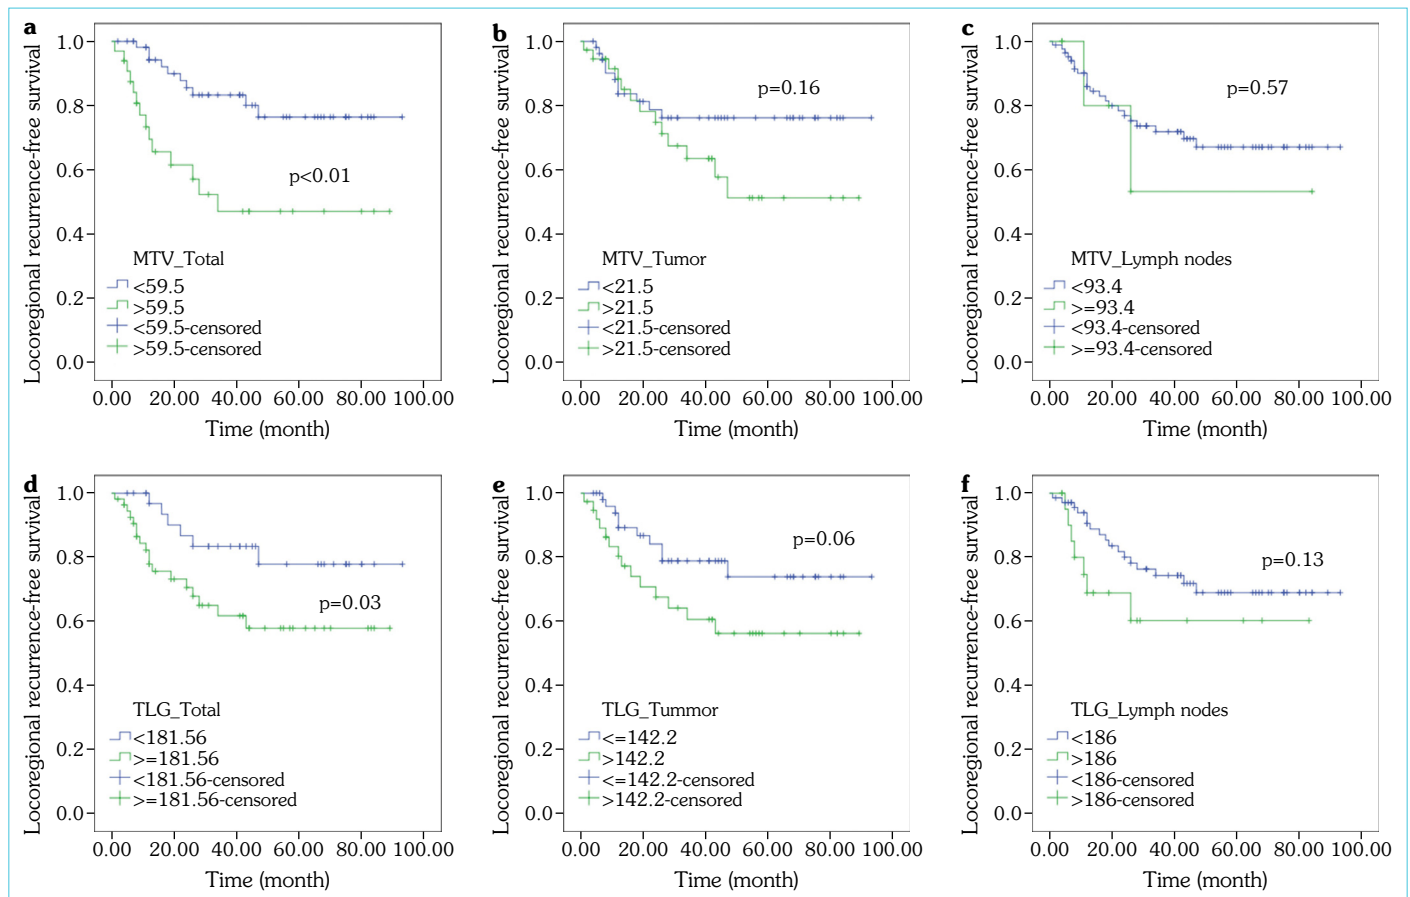 a
Locoregional recurrence-free survival
1.0
0.8
0.6
0.4
0.2
0.0
p<0.01
MTV_Total
<59.5
>59.5
<59.5-censored
>59.5-censored
0.00 20.00 40.00 60.00 80.00 100.00
Time (month)
b
Locoregional recurrence-free survival
1.0
0.8
0.6
0.4
0.2
0.0
p=0.16
MTV_Tumor
<21.5
>21.5
<21.5-censored
>21.5-censored
0.00 20.00 40.00 60.00 80.00 100.00
Time (month)
c
Locoregional recurrence-free survival
1.0
0.8
0.6
0.4
0.2
0.0
p=0.57
MTV_Lymph nodes
<93.4
>=93.4
<93.4-censored
>=93.4-censored
0.00 20.00 40.00 60.00 80.00 100.00
Time (month)
d
Locoregional recurrence-free survival
1.0
0.8
0.6
0.4
0.2
0.0
p=0.03
TLG_Total
<181.56
>=181.56
<181.56-censored
>=181.56-censored
0.00 20.00 40.00 60.00 80.00 100.00
Time (month)
e
Locoregional recurrence-free survival
1.0
0.8
0.6
0.4
0.2
0.0
p=0.06
TLG_Tummor
<=142.2
>142.2
<=142.2-censored
>142.2-censored
0.00 20.00 40.00 60.00 80.00 100.00
Time (month)
f
Locoregional recurrence-free survival
1.0
0.8
0.6
0.4
0.2
0.0
p=0.13
TLG_Lymph nodes
<186
>186
<186-censored
>186-censored
0.00 20.00 40.00 60.00 80.00 100.00
Time (month)